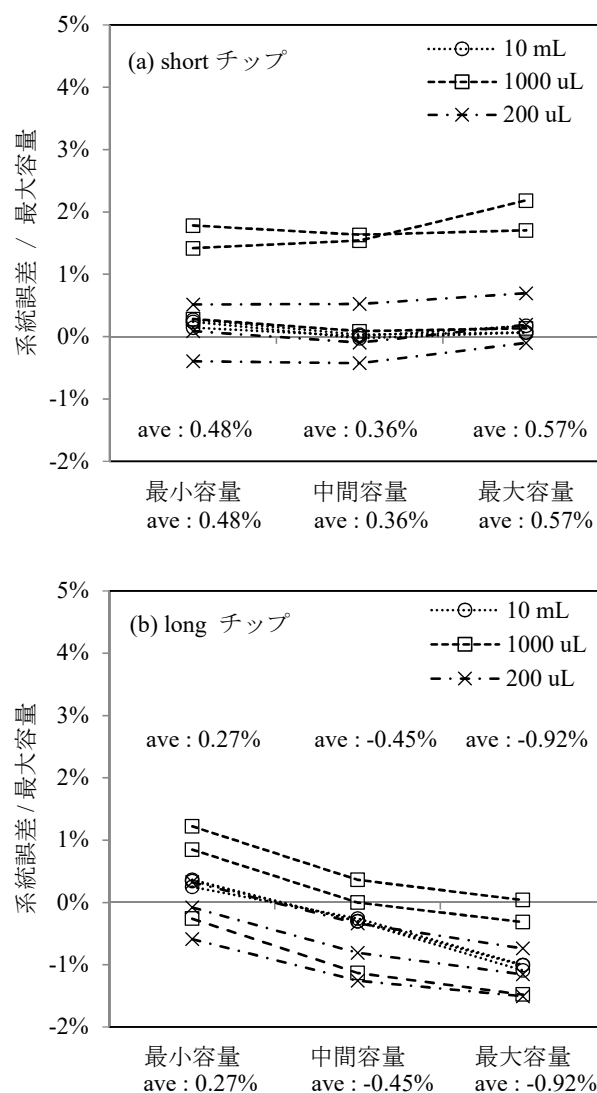 5%
(a) short チップ
10 mL
1000 uL
200 uL
4%
3%
2%
1%
0%
-1%
-2%
系統誤差 / 最大容量
ave : 0.48%
ave : 0.36%
ave : 0.57%
最小容量
中間容量
最大容量
ave : 0.48%
ave : 0.36%
ave : 0.57%
5%
(b) long チップ
10 mL
1000 uL
200 uL
4%
3%
2%
1%
0%
-1%
-2%
系統誤差 / 最大容量
ave : 0.27%
ave : -0.45%
ave : -0.92%
最小容量
中間容量
最大容量
ave : 0.27%
ave : -0.45%
ave : -0.92%